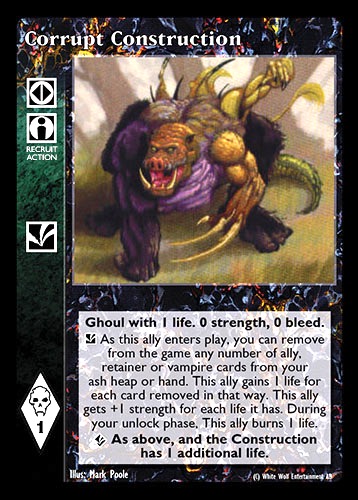 Corrupt Construction
RECRUIT
ACTION
Ghoul with 1 life. 0 strength, 0 bleed.
As this ally enters play, you can remove
from the game any number of ally,
retainer or vampire cards from your
ash heap or hand. This ally gains 1 life for
each card removed in that way. This ally
gets +1 strength for each life it has. During
your unlock phase, This ally burns 1 life.
As above, and the Construction
has 1 additional life.
1
Illus: Mark Poole
(C) White Wolf Entertainment AB